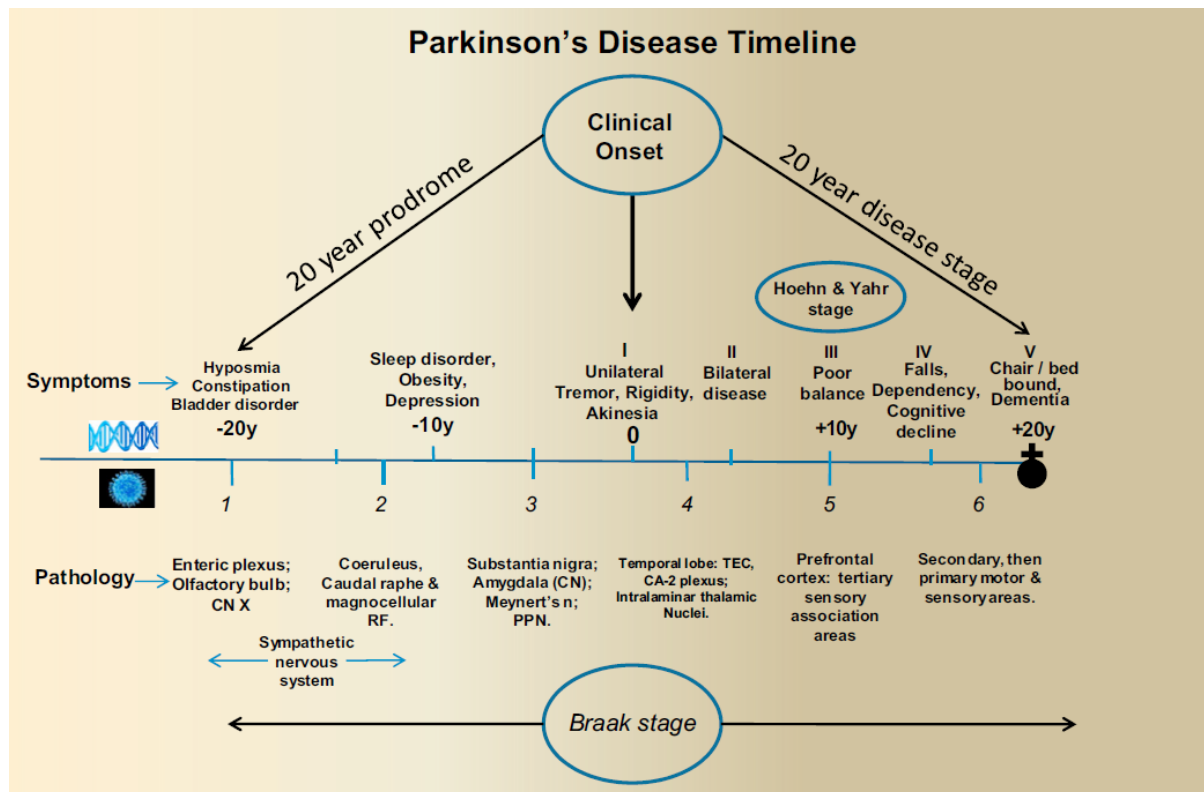 Parkinson's Disease Timeline
Clinical
Onset
20 year prodrome
20 year disease stage
Hoehn & Yahr
stage
Symptoms
Hyposmia
Constipation
Bladder disorder
-20y
Sleep disorder,
Obesity,
Depression
-10y
I
Unilateral
Tremor, Rigidity,
Akinesia
0
II
Bilateral
disease
III
Poor
balance
+10y
IV
Falls,
Dependency,
Cognitive
decline
V
Chair / bed
bound,
Dementia
+20y
1
2
3
4
5
6
Pathology
Enteric plexus;
Olfactory bulb;
CN X
Coeruleus,
Caudal raphe &
magnocellular
RF.
Substantia nigra;
Amygdala (CN);
Meynert's n;
PPN.
Temporal lobe: TEC,
CA-2 plexus;
Intralaminar thalamic
Nuclei.
Prefrontal
cortex: tertiary
sensory
association
areas
Secondary, then
primary motor &
sensory areas.
Sympathetic
nervous
system
Braak stage